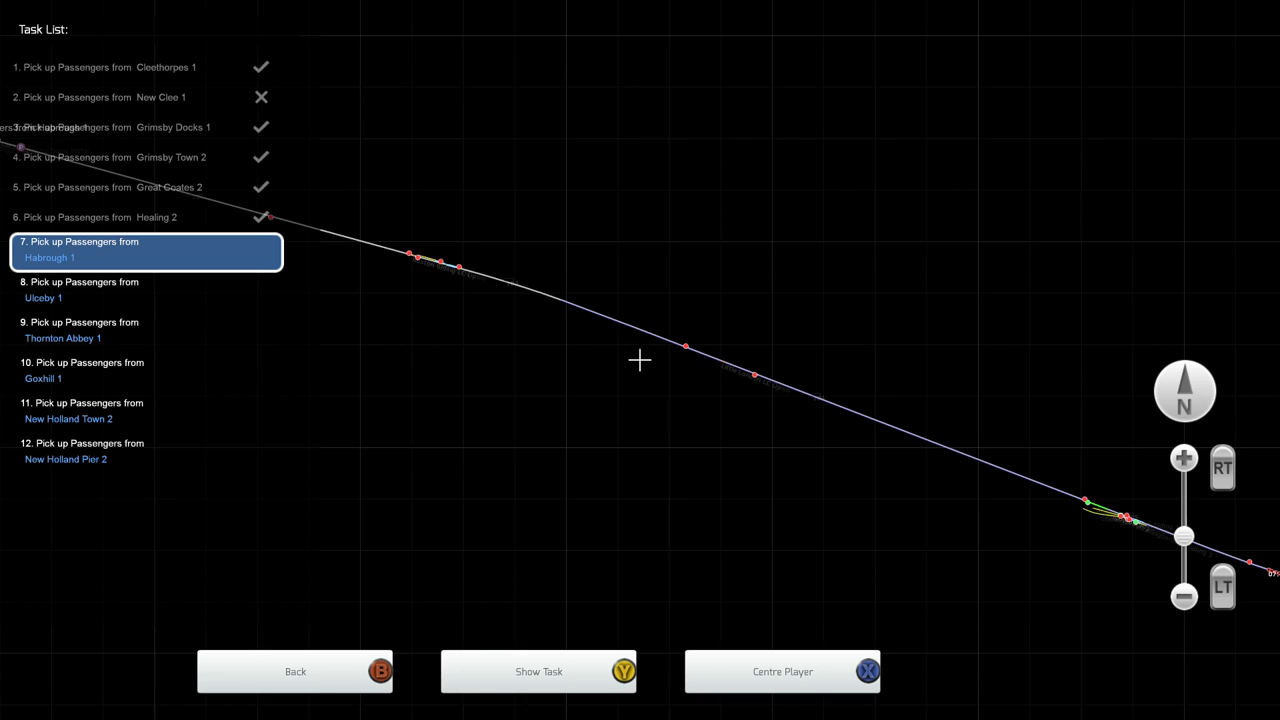 Task List:
1. Pick up Passengers from Cleethorpes 1
2. Pick up Passengers from New Clee 1
3. Pick up Passengers from Grimsby Docks 1
4. Pick up Passengers from Grimsby Town 2
5. Pick up Passengers from Great Coates 2
6. Pick up Passengers from Healing 2
7. Pick up Passengers from
Habrough 1
8. Pick up Passengers from
Ulceby 1
9. Pick up Passengers from
Thornton Abbey 1
10. Pick up Passengers from
Goxhill 1
11. Pick up Passengers from
New Holland Town 2
12. Pick up Passengers from
New Holland Pier 2
P
N
RT
LT
Back B
Show Task Y
Centre Player X